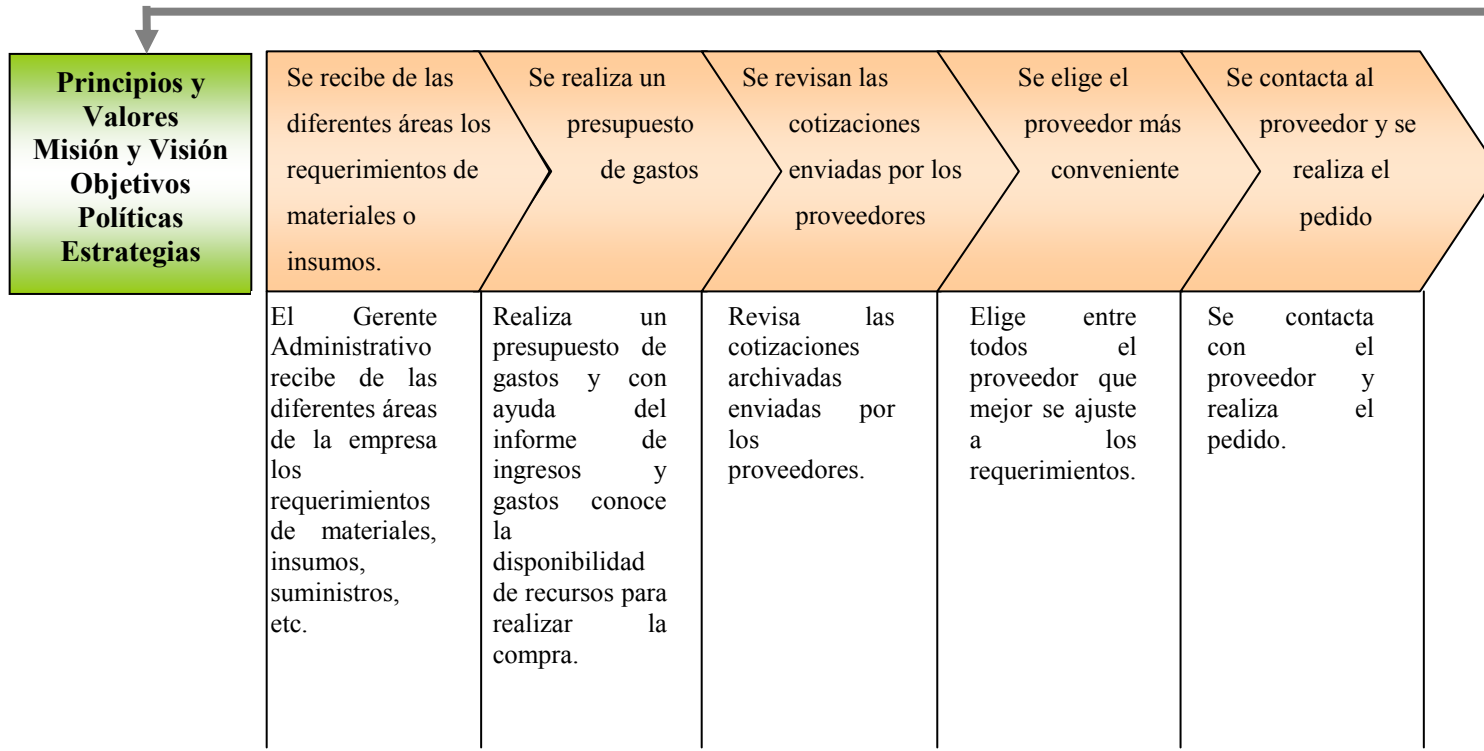 Principios y
Valores
Misión y Visión
Objetivos
Políticas
Estrategias
Se recibe de las
diferentes áreas los
requerimientos de
materiales o
insumos.
Se realiza un
presupuesto
de gastos
Se revisan las
cotizaciones
enviadas por los
proveedores
Se elige el
proveedor más
conveniente
Se contacta al
proveedor y se
realiza el
pedido
El Gerente
Administrativo
recibe de las
diferentes áreas
de la empresa
los
requerimientos
de materiales,
insumos,
suministros,
etc.
Realiza un
presupuesto de
gastos y con
ayuda del
informe de
ingresos y
gastos conoce
la
disponibilidad
de recursos para
realizar la
compra.
Revisa las
cotizaciones
archivadas
enviadas por
los
proveedores.
Elige entre
todos el
proveedor que
mejor se ajuste
a los
requerimientos.
Se contacta
con el
proveedor y
realiza el
pedido.